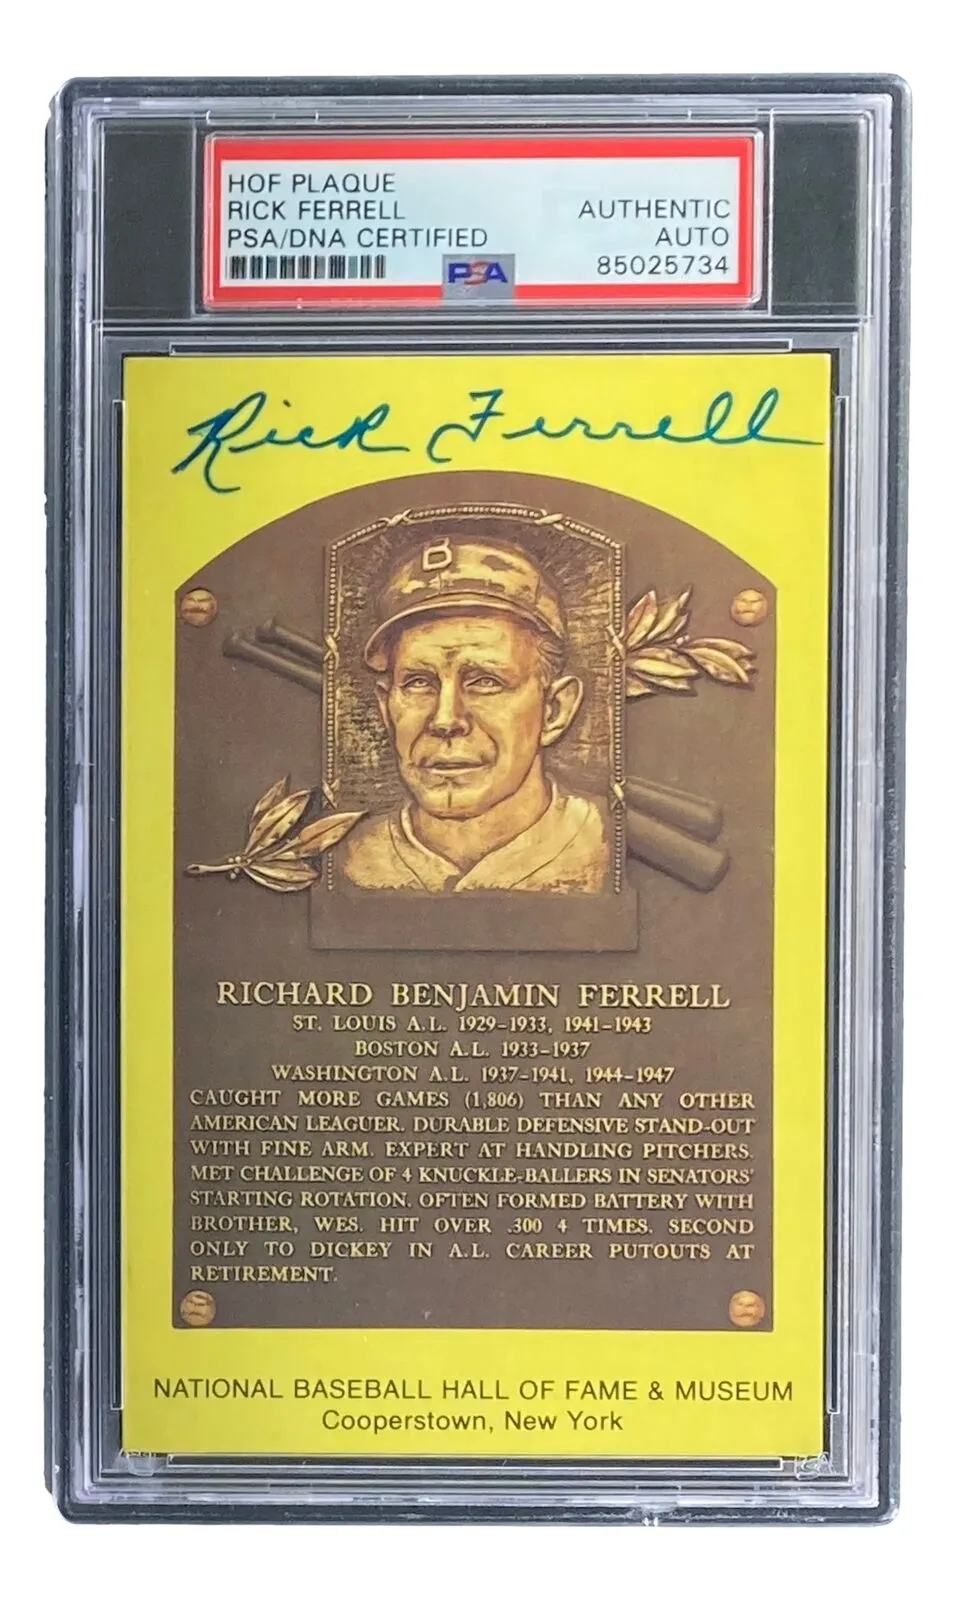 HOF PLAQUE
RICK FERRELL
PSA/DNA CERTIFIED
AUTHENTIC
AUTO
85025734
PSA
Rick Ferrell
B
RICHARD BENJAMIN FERRELL
ST. LOUIS A.L. 1929-1933, 1941-1943
BOSTON A.L. 1933-1937
WASHINGTON A.L. 1937-1941, 1944-1947
CAUGHT MORE GAMES (1,806) THAN ANY OTHER
AMERICAN LEAGUER. DURABLE DEFENSIVE STAND-OUT
WITH FINE ARM. EXPERT AT HANDLING PITCHERS.
MET CHALLENGE OF 4 KNUCKLE-BALLERS IN SENATORS'
STARTING ROTATION. OFTEN FORMED BATTERY WITH
BROTHER, WES. HIT OVER .300 4 TIMES. SECOND
ONLY TO DICKEY IN A.L. CAREER PUTOUTS AT
RETIREMENT.
NATIONAL BASEBALL HALL OF FAME & MUSEUM
Cooperstown, New York
PSA